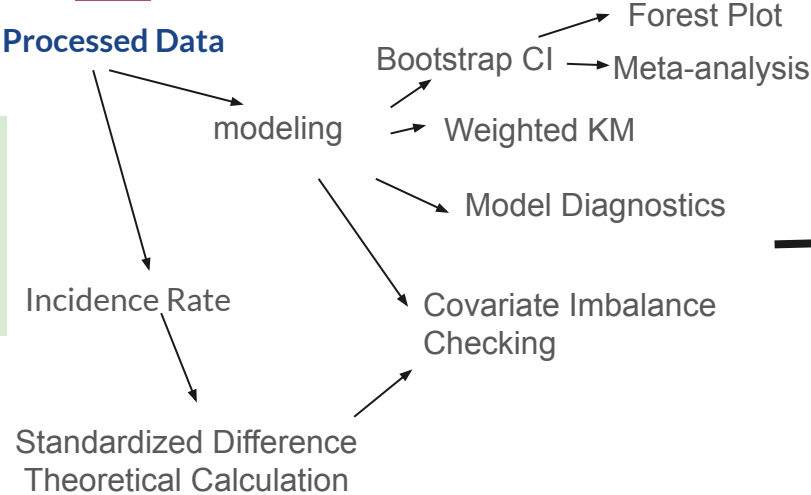 Processed Data
Forest Plot
Bootstrap CI
Meta-analysis
modeling
Weighted KM
Model Diagnostics
Incidence Rate
Covariate Imbalance
Checking
Standardized Difference
Theoretical Calculation